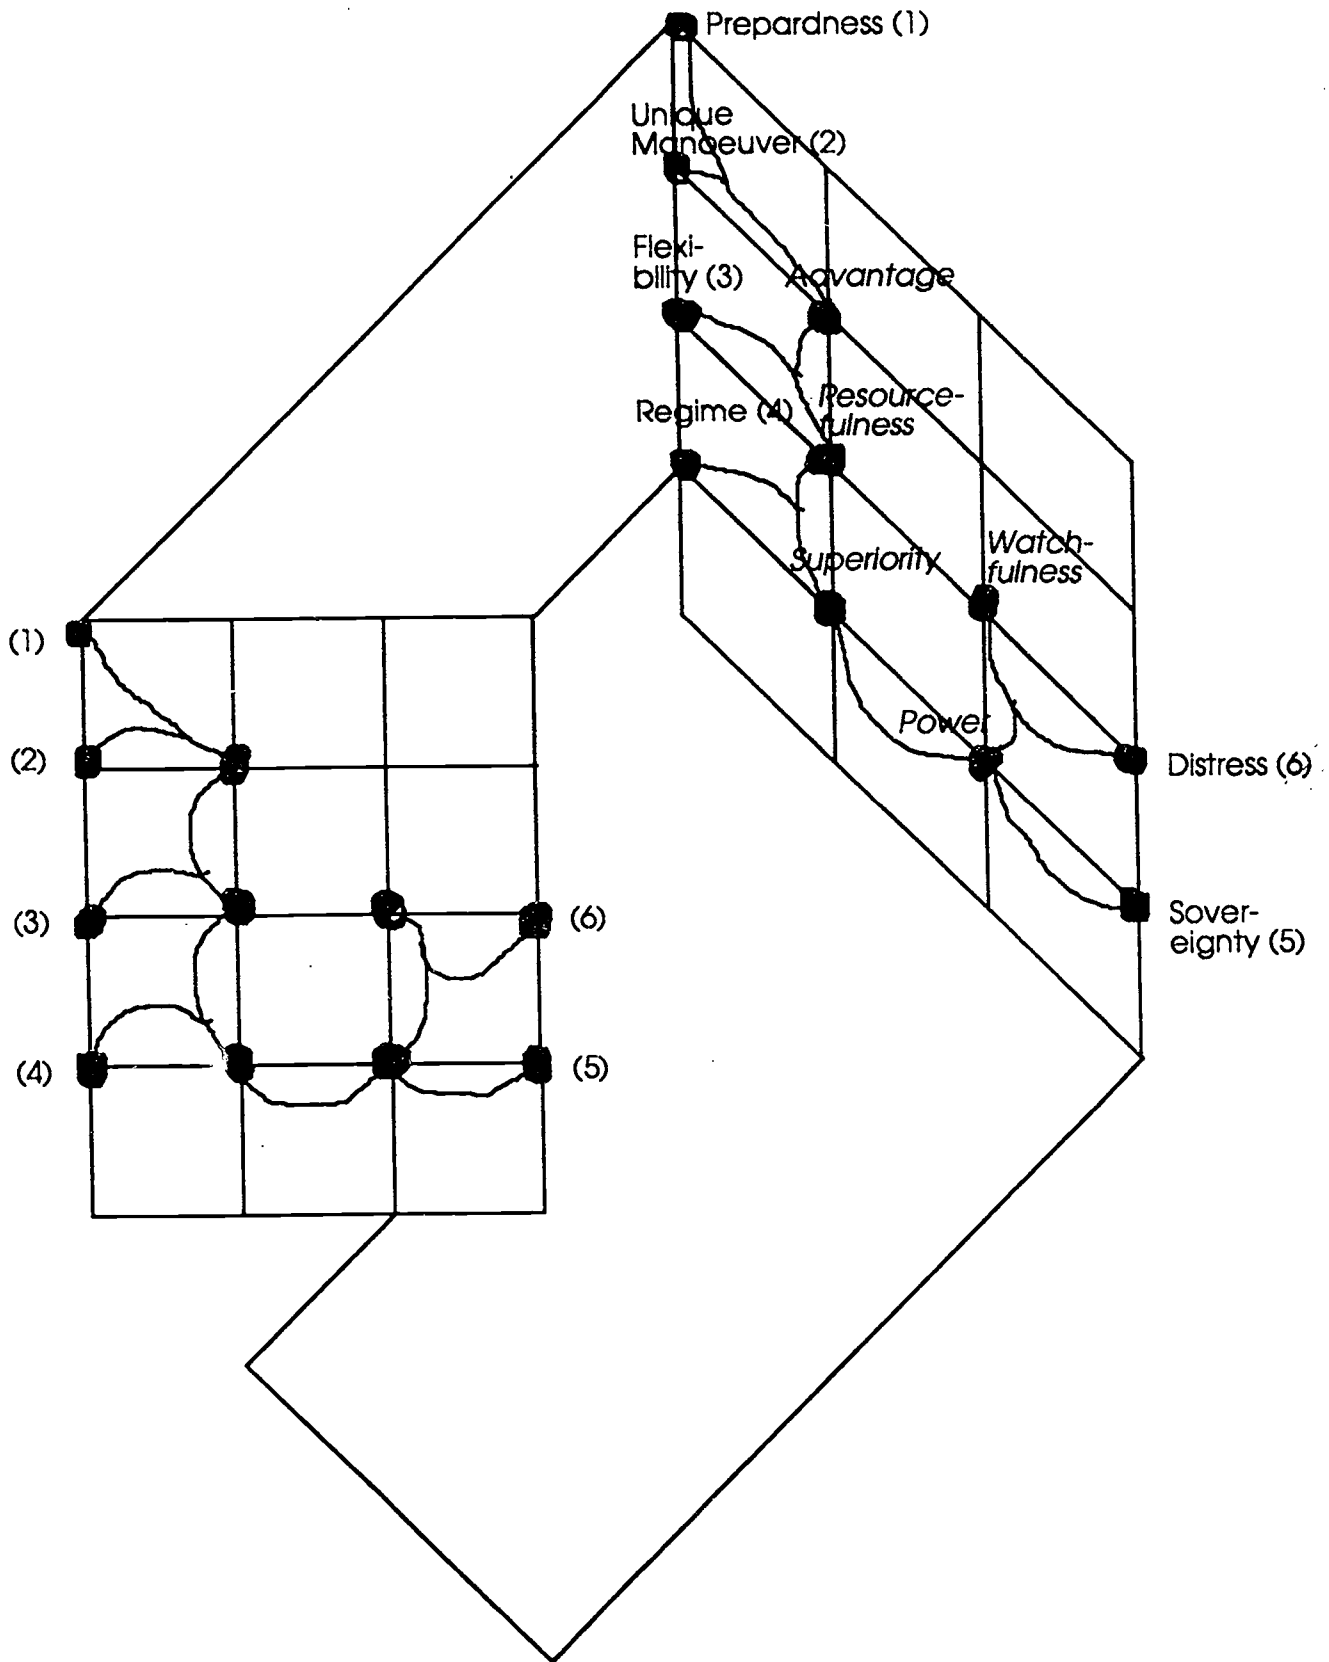 Prepardness (1)
Unique
Manoeuver (2)
Flexi-
bility (3)
Advantage
Regime (4)
Resource-
fulness
Superiority
Watch-
fulness
Power
Distress (6)
Sover-
eignty (5)
(1)
(2)
(3)
(6)
(4)
(5)